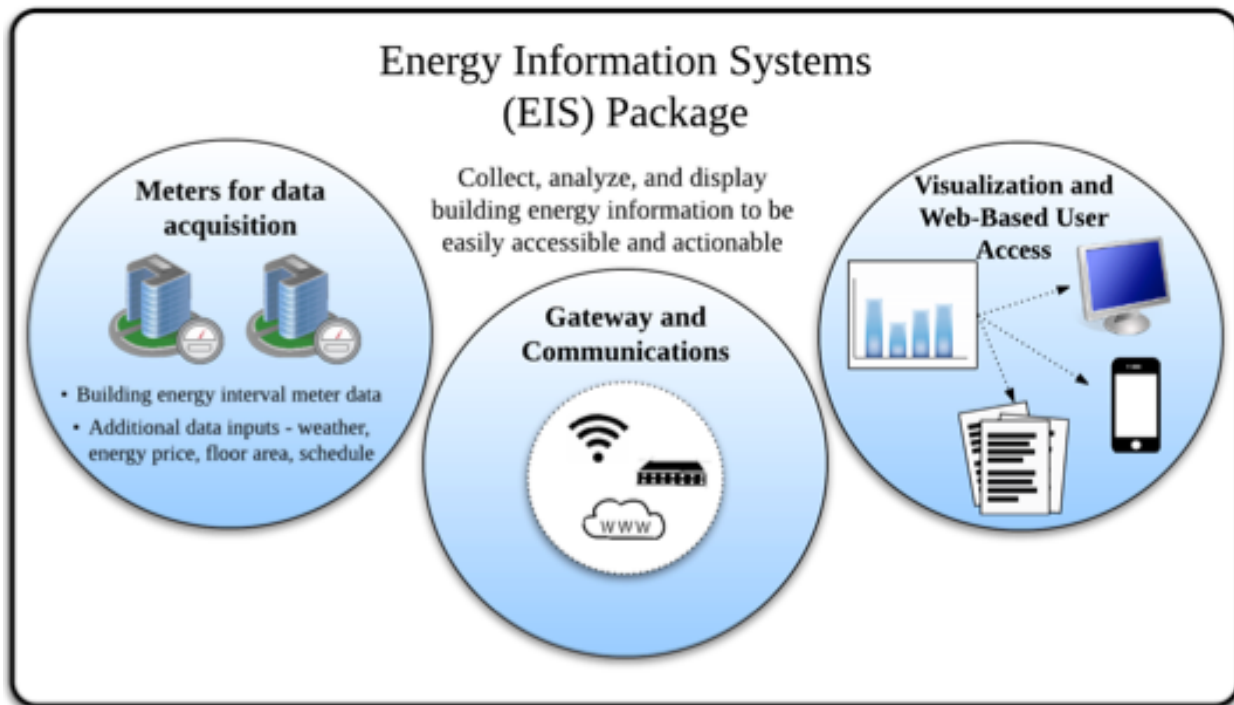 Energy Information Systems
(EIS) Package
Collect, analyze, and display
building energy information to be
easily accessible and actionable
Meters for data
acquisition
• Building energy interval meter data
• Additional data inputs - weather,
energy price, floor area, schedule
Gateway and
Communications
www
Visualization and
Web-Based User
Access